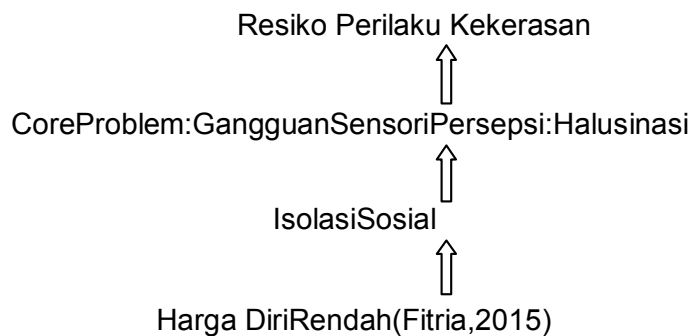 Resiko Perilaku Kekerasan
CoreProblem:GangguanSensoriPersepsi:Halusinasi
IsolasiSosial
Harga DiriRendah(Fitria,2015)